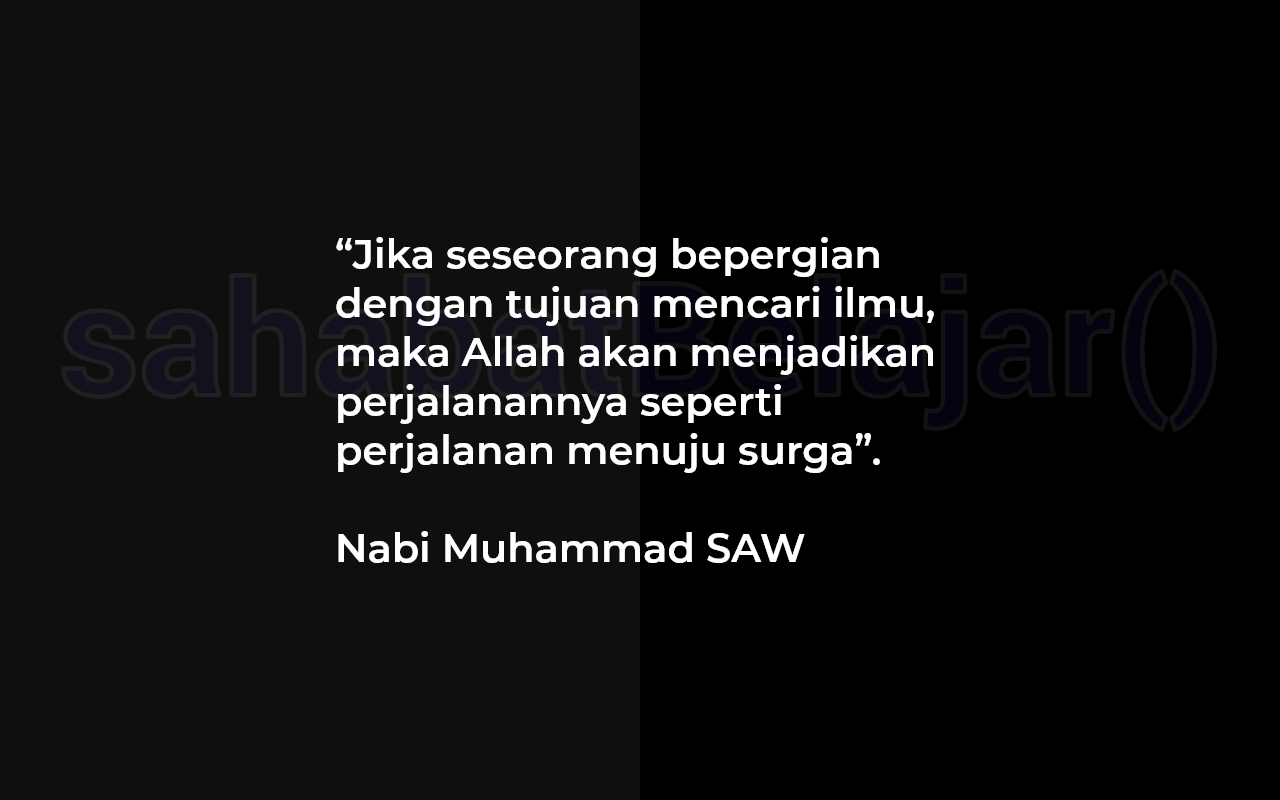 “Jika seseorang bepergian
dengan tujuan mencari ilmu,
maka Allah akan menjadikan
perjalanannya seperti
perjalanan menuju surga”.
Nabi Muhammad SAW
sahabatBelajar()